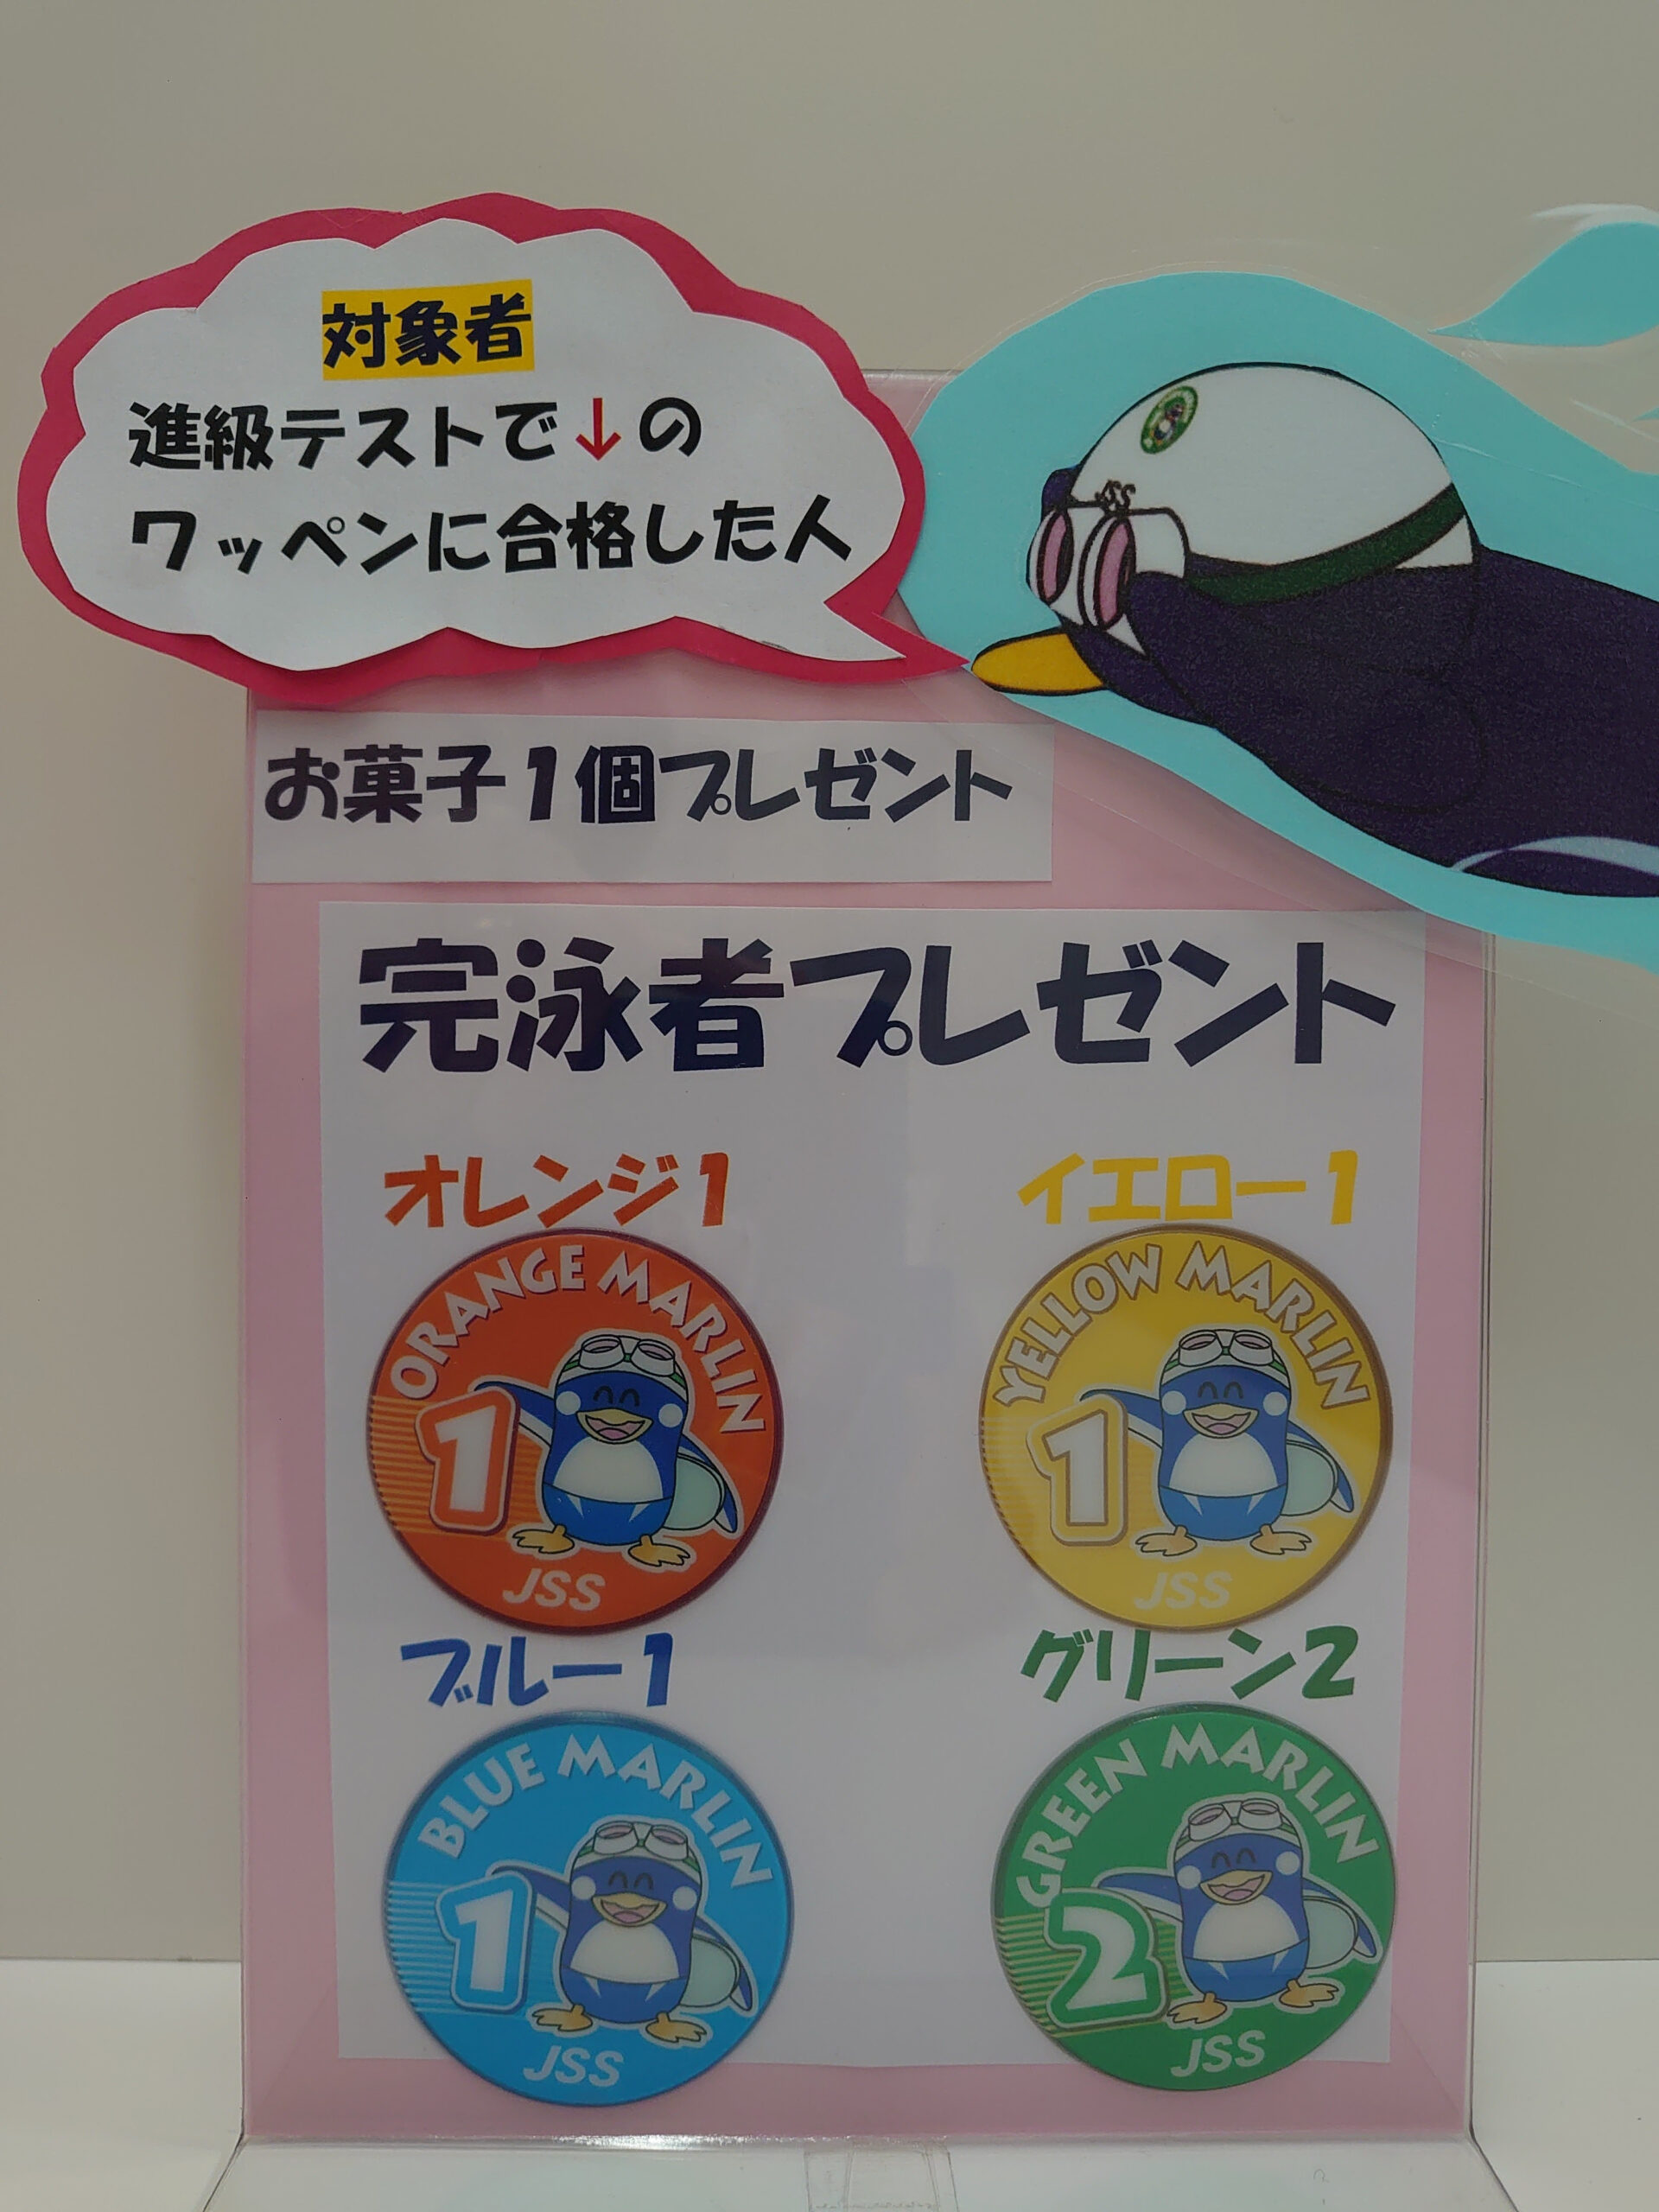 対象者
進級テストで↓の
ワッペンに合格した人
JSS
お菓子1個プレゼント
完泳者プレゼント
オレンジ1
イエロー1
ORANGE MARLIN
1
JSS
YELLOW MARLIN
1
JSS
ブルー1
グリーン2
BLUE MARLIN
1
JSS
GREEN MARLIN
2
JSS